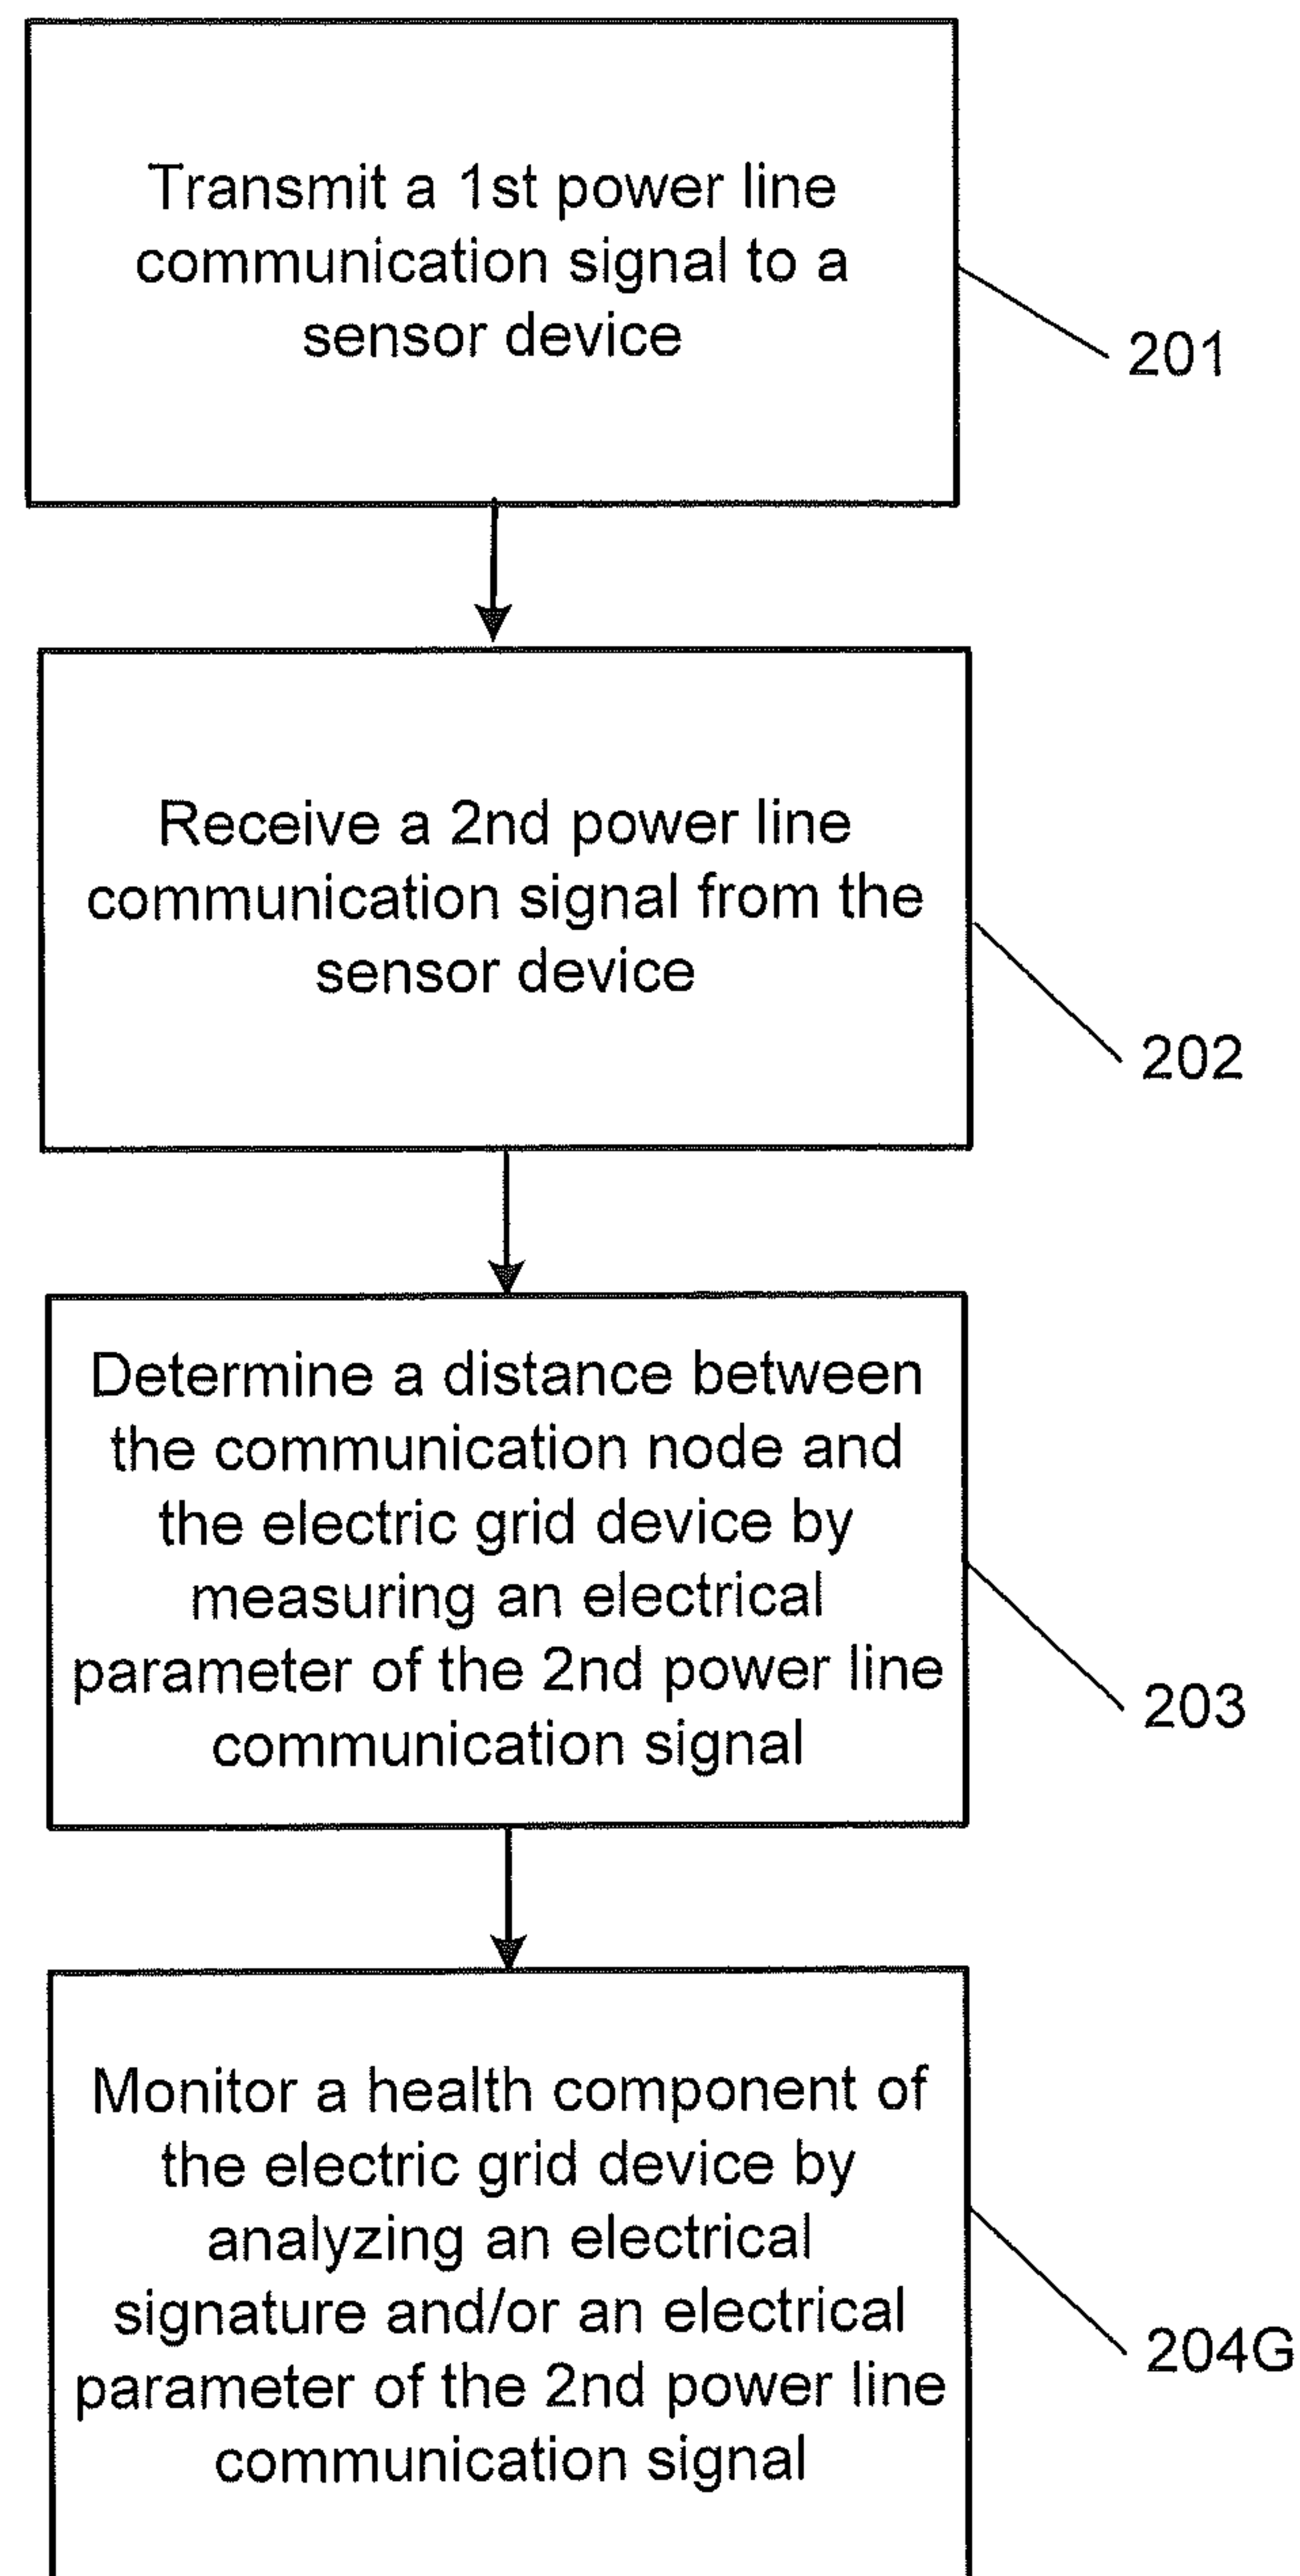 Transmit a 1st power line
communication signal to a
sensor device
201
Receive a 2nd power line
communication signal from the
sensor device
202
Determine a distance between
the communication node and
the electric grid device by
measuring an electrical
parameter of the 2nd power line
communication signal
203
Monitor a health component of
the electric grid device by
analyzing an electrical
signature and/or an electrical
parameter of the 2nd power line
communication signal
204G